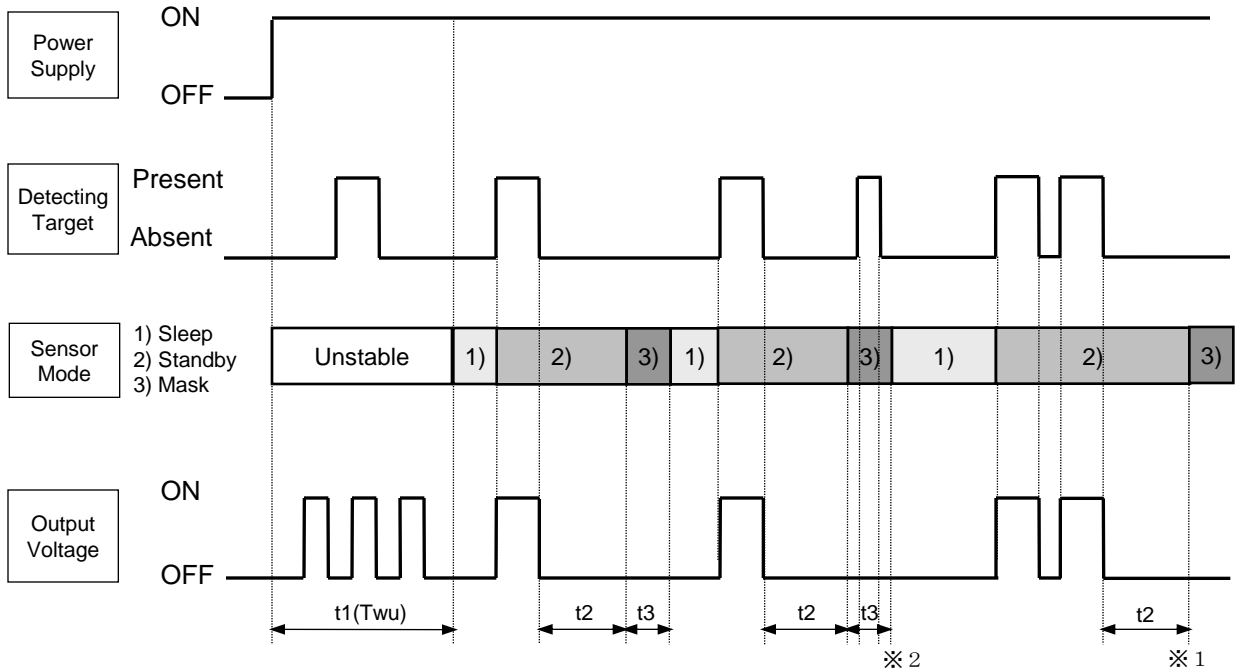 Power
Supply
ON
OFF
Detecting
Target
Present
Absent
Sensor
Mode
1) Sleep
2) Standby
3) Mask
Unstable 1) 2) 3) 1) 2) 3) 1) 2) 3)
Output
Voltage
ON
OFF
t1(Twu) t2 t3 t2 t3 t2
※2 ※1